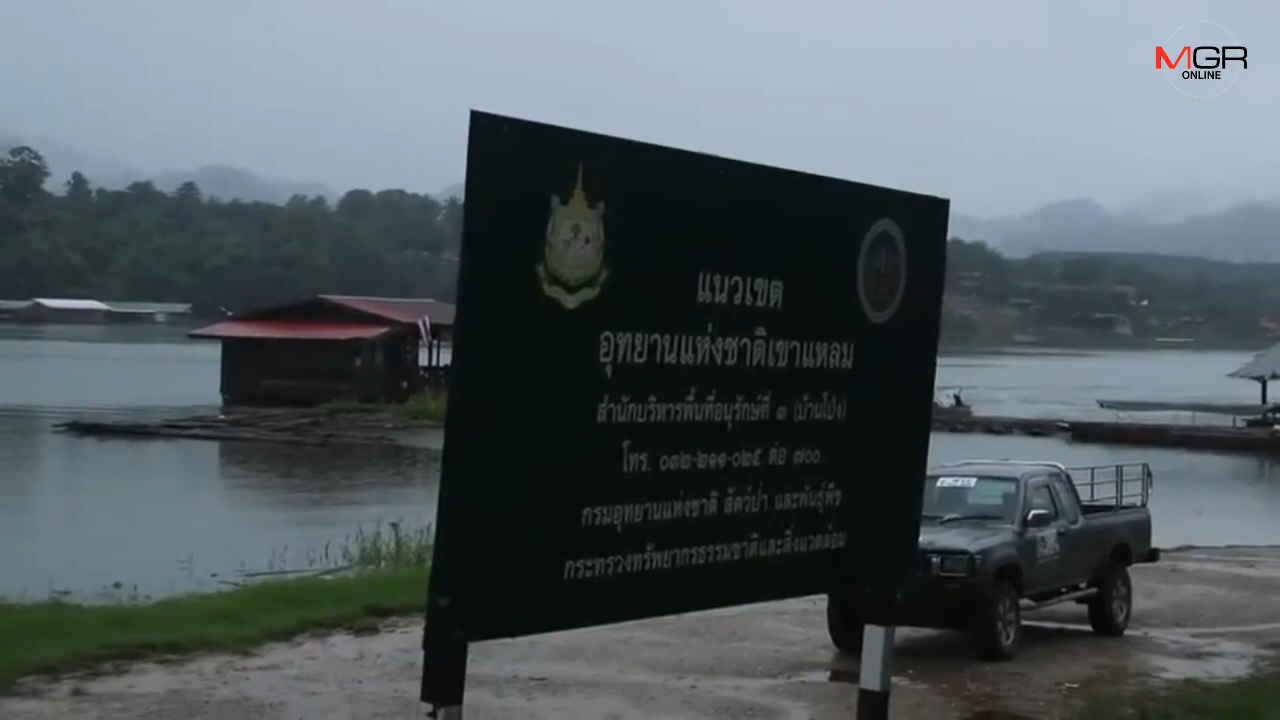 MGR
ONLINE
แนวเขต
อุทยานแห่งชาติเขาแหลม
สำนักบริหารพื้นที่อนุรักษ์ที่ ๓ (บ้านโป่ง)
โทร. ๐๓๒-๒๑๑-๐๒๕ ต่อ ๗๐๐
กรมอุทยานแห่งชาติ สัตว์ป่า และพันธุ์พืช
กระทรวงทรัพยากรธรรมชาติและสิ่งแวดล้อม